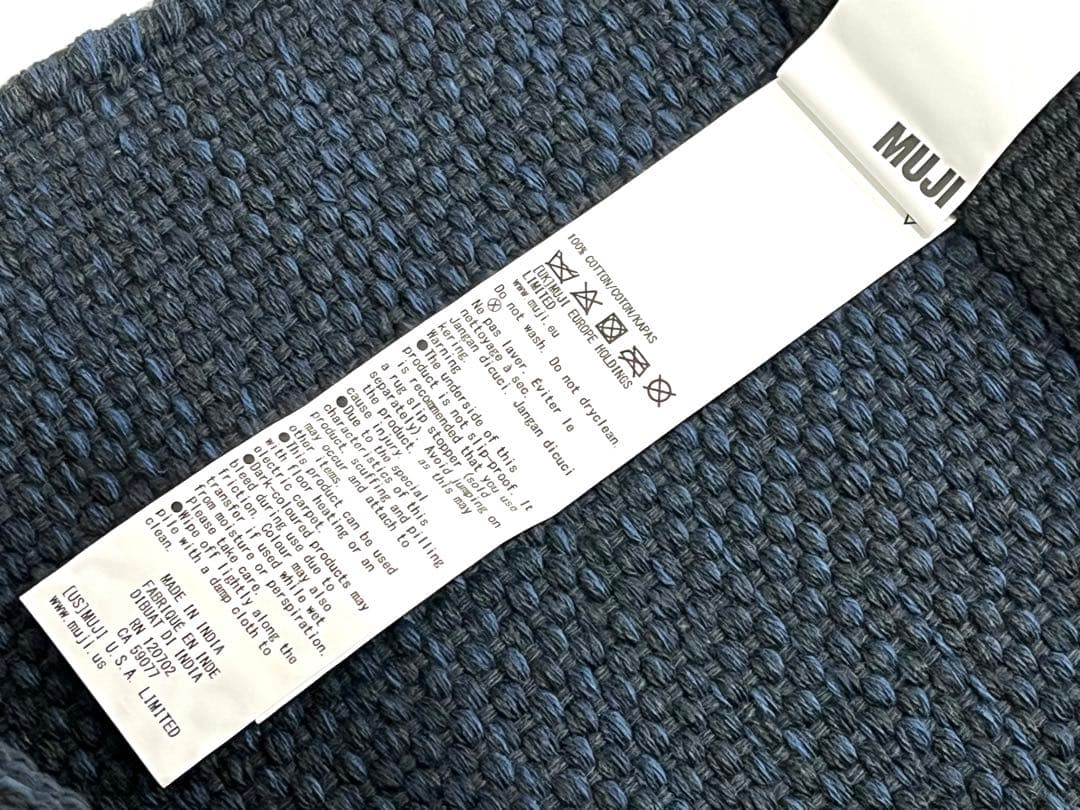 MUJI
100% COTTON/COTON/KAPAS
[UK]MUJI EUROPE HOLDINGS
LIMITED
www.muji.eu
Do not wash. Do not dryclean
Ne pas laver. Éviter le
nettoyage à sec.
Jangan dicuci. Jangan dicuci
kering.
Warning
●The underside of this
product is not slip-proof. It
is recommended that you use
a rug slip stopper (sold
separately). Avoid jumping on
the product, as this may
cause injury.
●Due to the special
characteristics of this
product, scuffing and pilling
may occur and attach to
other items.
●This product can be used
with floor heating or an
electric carpet.
●Dark-coloured products may
bleed during use due to
friction. Colour may also
transfer if used while wet
from moisture or perspiration.
Please take care.
●Wipe off lightly along the
pile with a damp cloth to
clean.
MADE IN INDIA
FABRIQUE EN INDE
DIBUAT DI INDIA
RN 120702
CA 59077
[US]MUJI U.S.A. LIMITED
www.muji.us